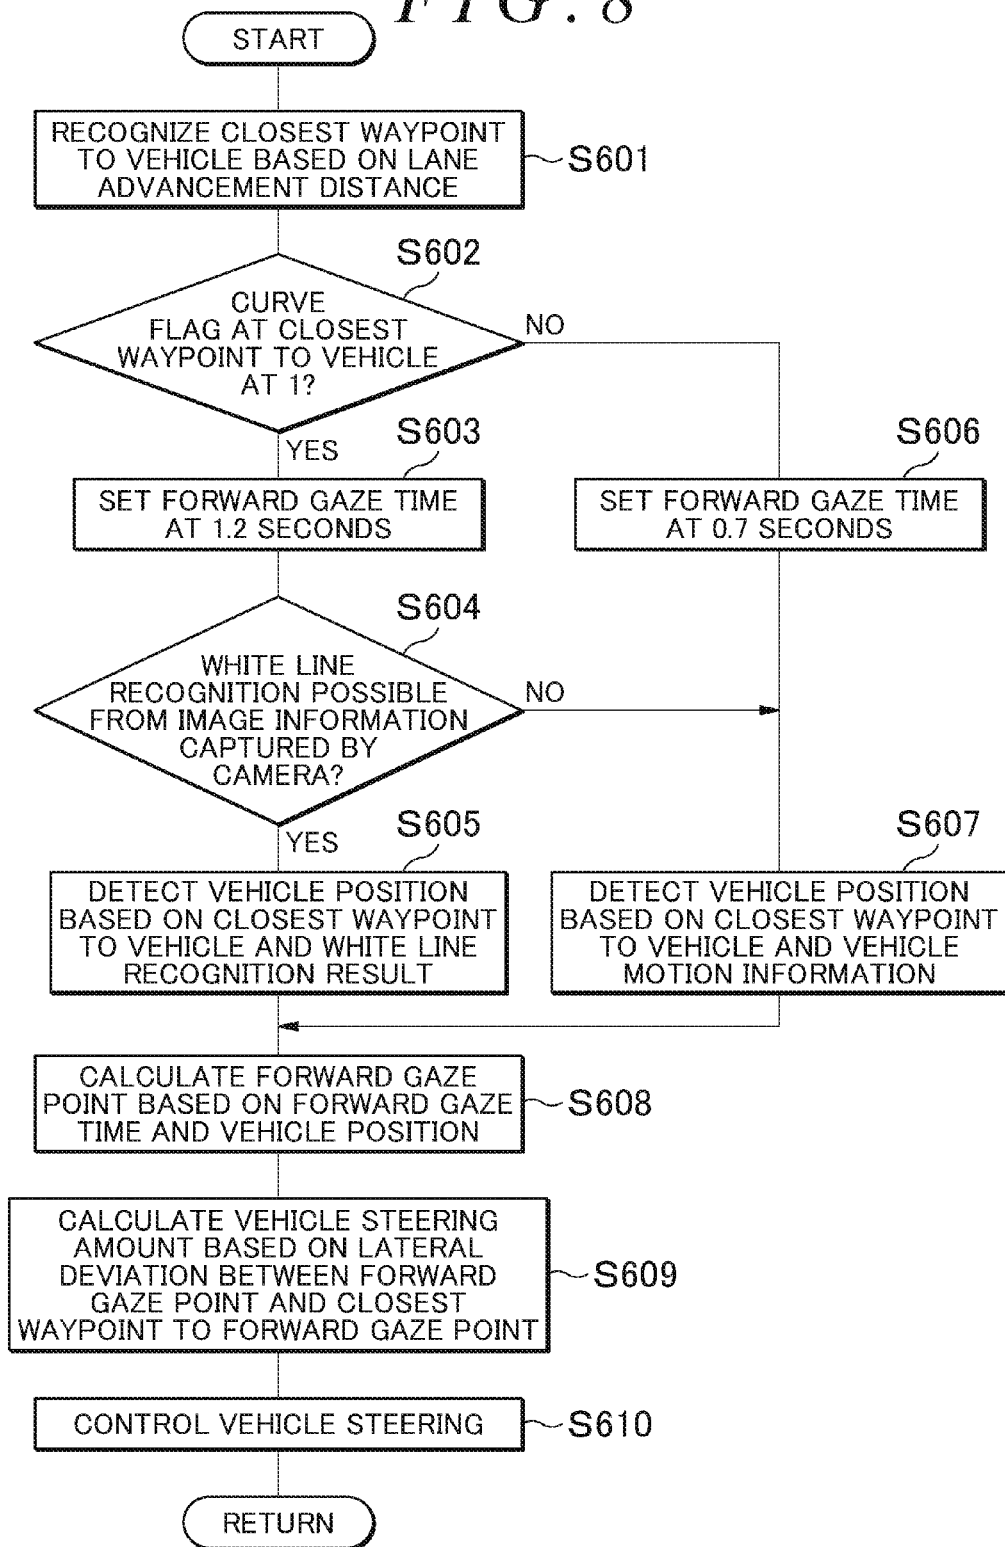 FIG. 8
START
RECOGNIZE CLOSEST WAYPOINT
TO VEHICLE BASED ON LANE
ADVANCEMENT DISTANCE
S601
S602
CURVE
FLAG AT CLOSEST
WAYPOINT TO VEHICLE
AT 1?
NO
YES
S603
SET FORWARD GAZE TIME
AT 1.2 SECONDS
S606
SET FORWARD GAZE TIME
AT 0.7 SECONDS
S604
WHITE LINE
RECOGNITION POSSIBLE
FROM IMAGE INFORMATION
CAPTURED BY
CAMERA?
NO
YES
S605
DETECT VEHICLE POSITION
BASED ON CLOSEST WAYPOINT
TO VEHICLE AND WHITE LINE
RECOGNITION RESULT
S607
DETECT VEHICLE POSITION
BASED ON CLOSEST WAYPOINT
TO VEHICLE AND VEHICLE
MOTION INFORMATION
CALCULATE FORWARD GAZE
POINT BASED ON FORWARD GAZE
TIME AND VEHICLE POSITION
S608
CALCULATE VEHICLE STEERING
AMOUNT BASED ON LATERAL
DEVIATION BETWEEN FORWARD
GAZE POINT AND CLOSEST
WAYPOINT TO FORWARD GAZE POINT
S609
CONTROL VEHICLE STEERING
S610
RETURN